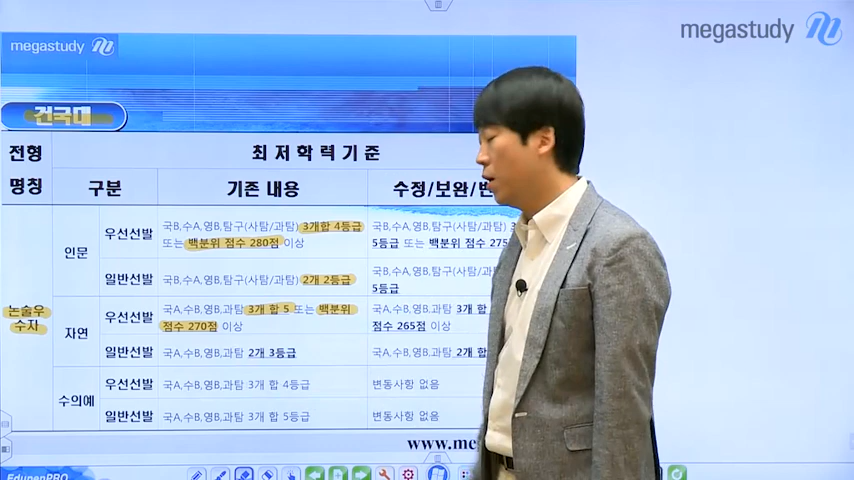 megastudy
megastudy
건국대
전형 명칭
최저학력기준
구분
기존 내용
수정/보완/변
논술우수자
인문
우선선발
국B,수A,영B,탐구(사탐/과탐) 3개합 4등급
또는 백분위 점수 280점 이상
국B,수A,영B,탐구(사탐/과탐)
5등급 또는 백분위 점수 275
일반선발
국B,수A,영B,탐구(사탐/과탐) 2개 2등급
국B,수A,영B,탐구(사탐/과탐)
5등급
자연
우선선발
국A,수B,영B,과탐 3개 합 5 또는 백분위
점수 270점 이상
국A,수B,영B,과탐 3개 합
점수 265점 이상
일반선발
국A,수B,영B,과탐 2개 3등급
국A,수B,영B,과탐 2개 합
수의예
우선선발
국A,수B,영B,과탐 3개 합 4등급
변동사항 없음
일반선발
국A,수B,영B,과탐 3개 합 5등급
변동사항 없음
www.me
EdupenPRO